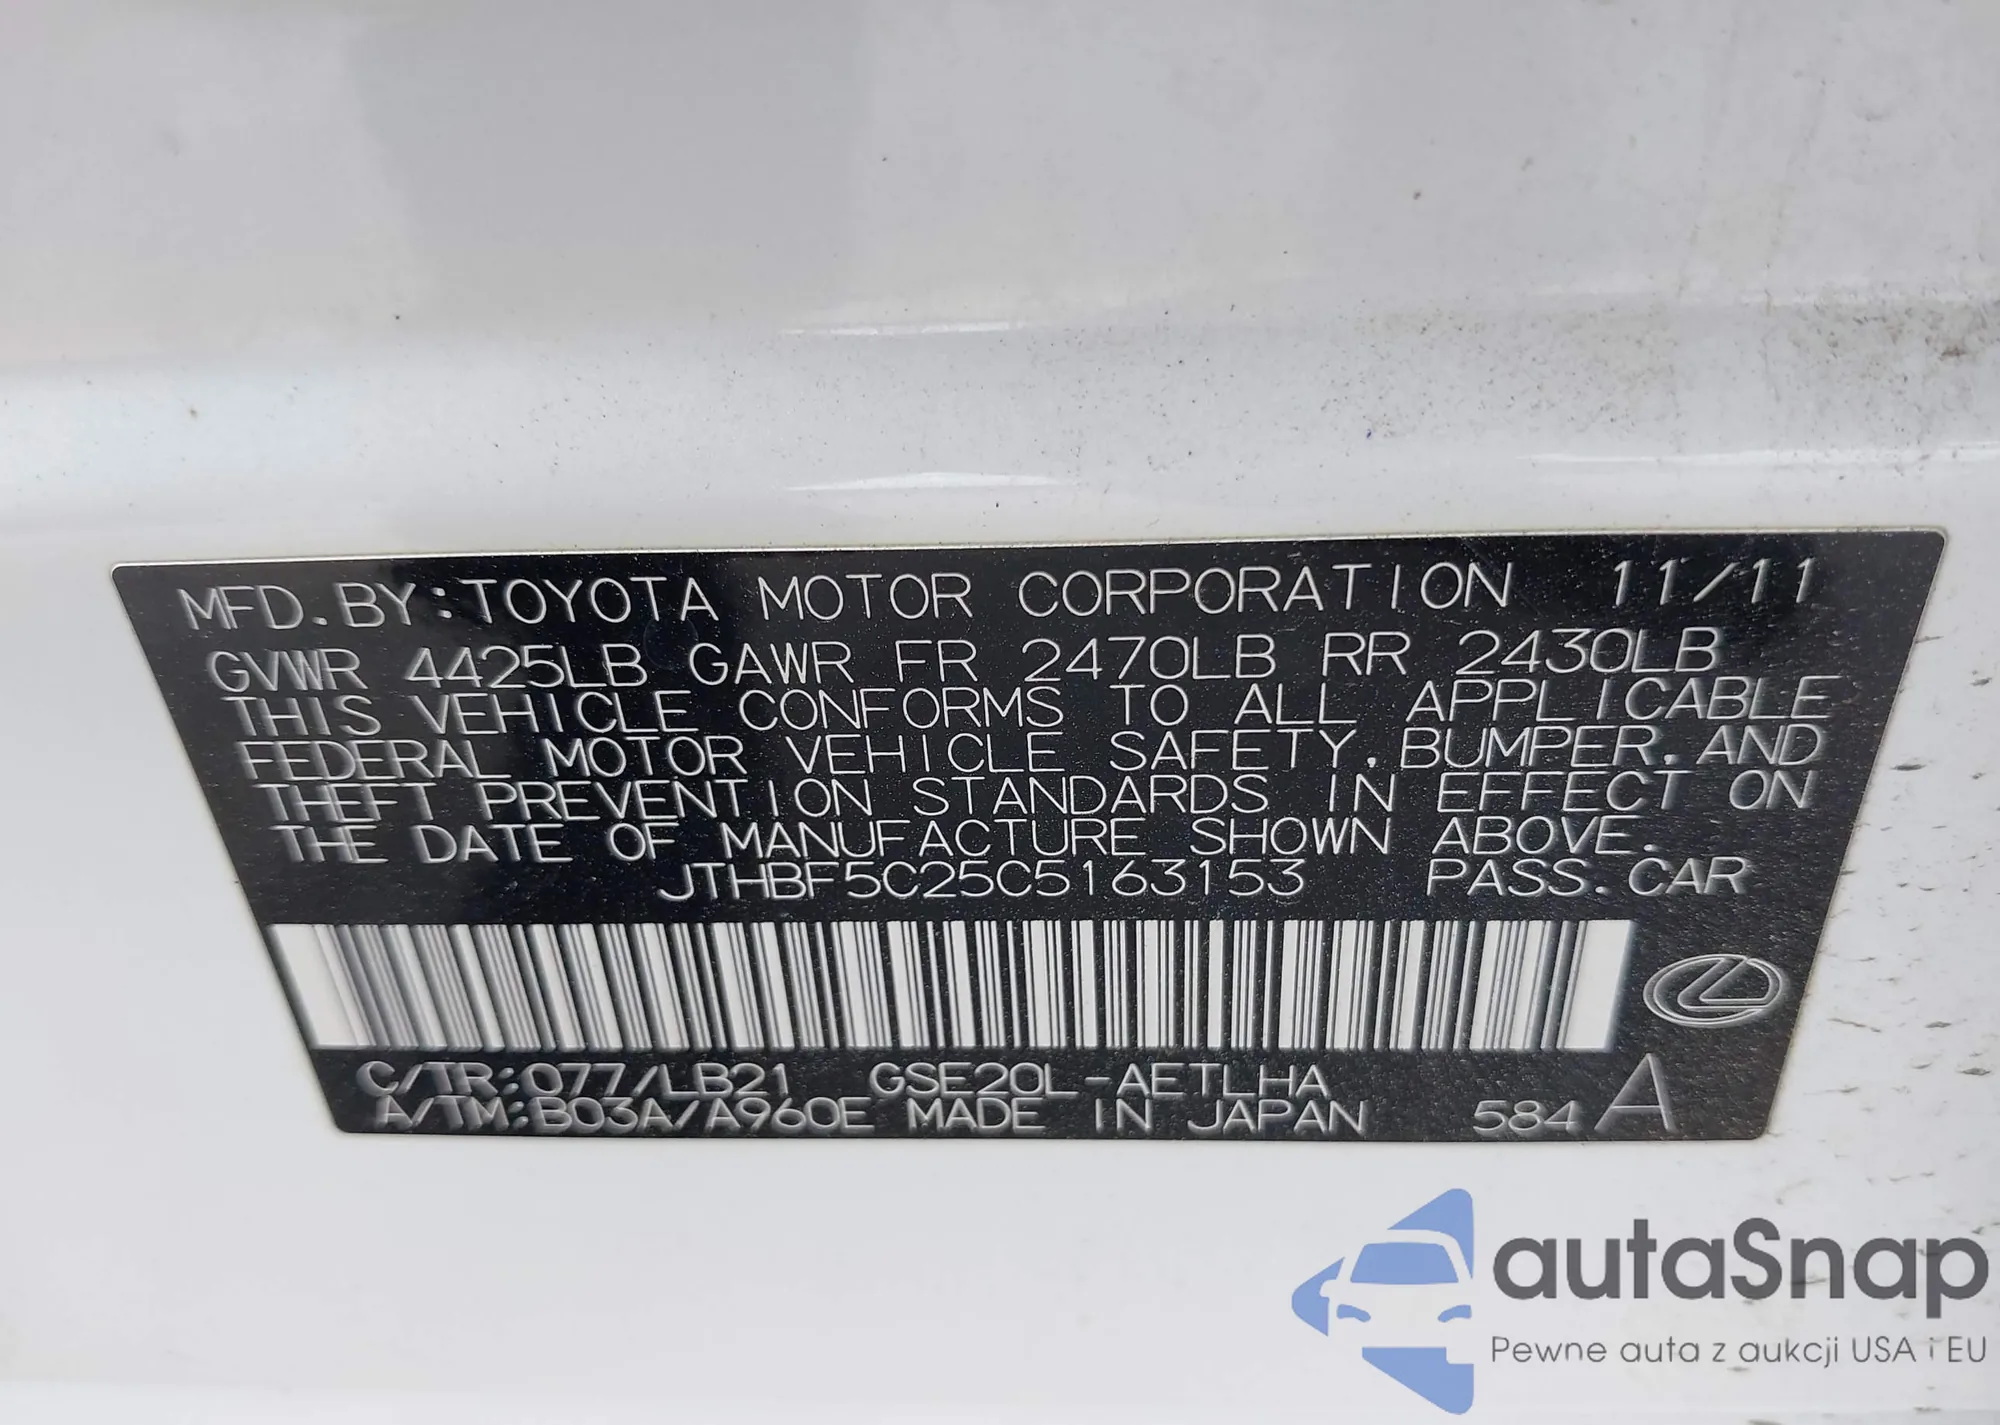 MFD. BY: TOYOTA MOTOR CORPORATION 11/11
GVWR 4425LB GAWR FR 2470LB RR 2430LB
THIS VEHICLE CONFORMS TO ALL APPLICABLE
FEDERAL MOTOR VEHICLE SAFETY, BUMPER, AND
THEFT PREVENTION STANDARDS IN EFFECT ON
THE DATE OF MANUFACTURE SHOWN ABOVE.
JTHBF5C25C5163153 PASS. CAR
C/TR:077/LB21 GSE20L-AETLHA
A/TM:B03A/A960E MADE IN JAPAN 584 A
autaSnap
Pewne auta z aukcji USA i EU